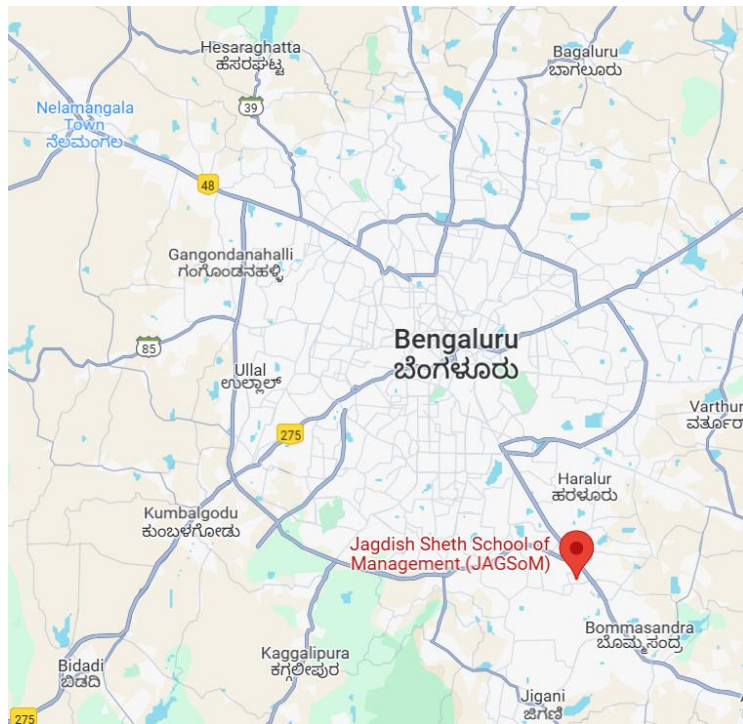 Hesaraghatta
ಹೆಸರಘಟ್ಟ
Bagaluru
ಬಾಗಲೂರು
Nelamangala
Town
ನೆಲಮಂಗಲ
39
48
Gangondanahalli
ಗಂಗೊಂಡನಹಳ್ಳಿ
85
Bengaluru
ಬೆಂಗಳೂರು
Ullal
ಉಲ್ಲಾಲ್
Varthur
ವರ್ತೂರ್
275
Haralur
ಹರಳೂರು
Kumbalgodu
ಕುಂಬಳಗೋಡು
Jagdish Sheth School of
Management (JAGSoM)
Bommasandra
ಬೊಮ್ಮಸಂದ್ರ
Kaggalipura
ಕಗ್ಗಲೀಪುರ
Bidadi
ಬಿಡದಿ
Jigani
ಜಿಗಣಿ
275